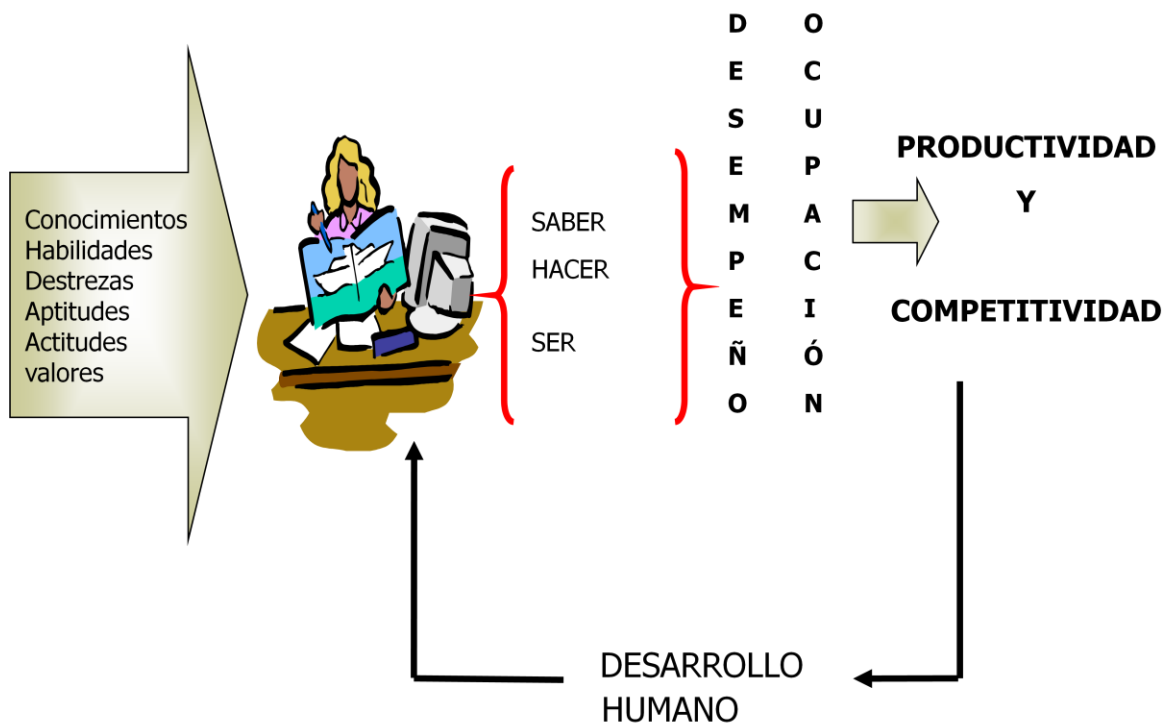 Conocimientos
Habilidades
Destrezas
Aptitudes
Actitudes
valores
SABER
HACER
SER
DESEMPEÑO
OCUPACIÓN
PRODUCTIVIDAD
Y
COMPETITIVIDAD
DESARROLLO
HUMANO